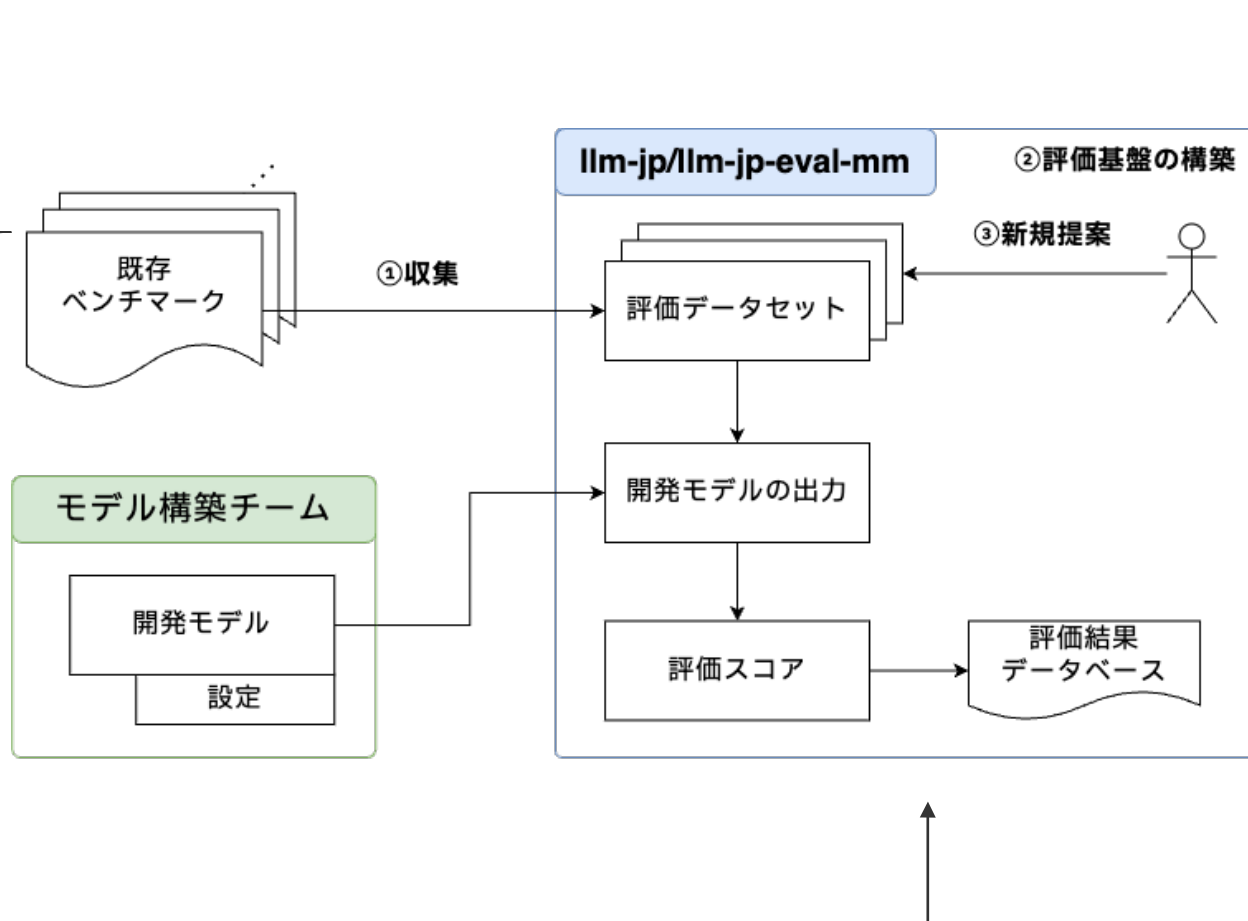 llm-jp/llm-jp-eval-mm
②評価基盤の構築
③新規提案
既存
ベンチマーク
①収集
評価データセット
開発モデルの出力
モデル構築チーム
開発モデル
設定
評価スコア
評価結果
データベース